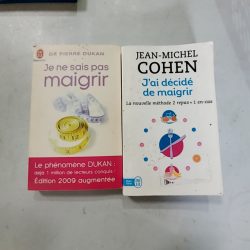 DR PIERRE DUKAN
Je ne sais pas
maigrir
Le phénomène DUKAN :
déjà 1 million de lecteurs conquis !
Édition 2009 augmentée
JEAN-MICHEL
COHEN
J'ai décidé
de maigrir
La nouvelle méthode 2 repas + 1 en-cas